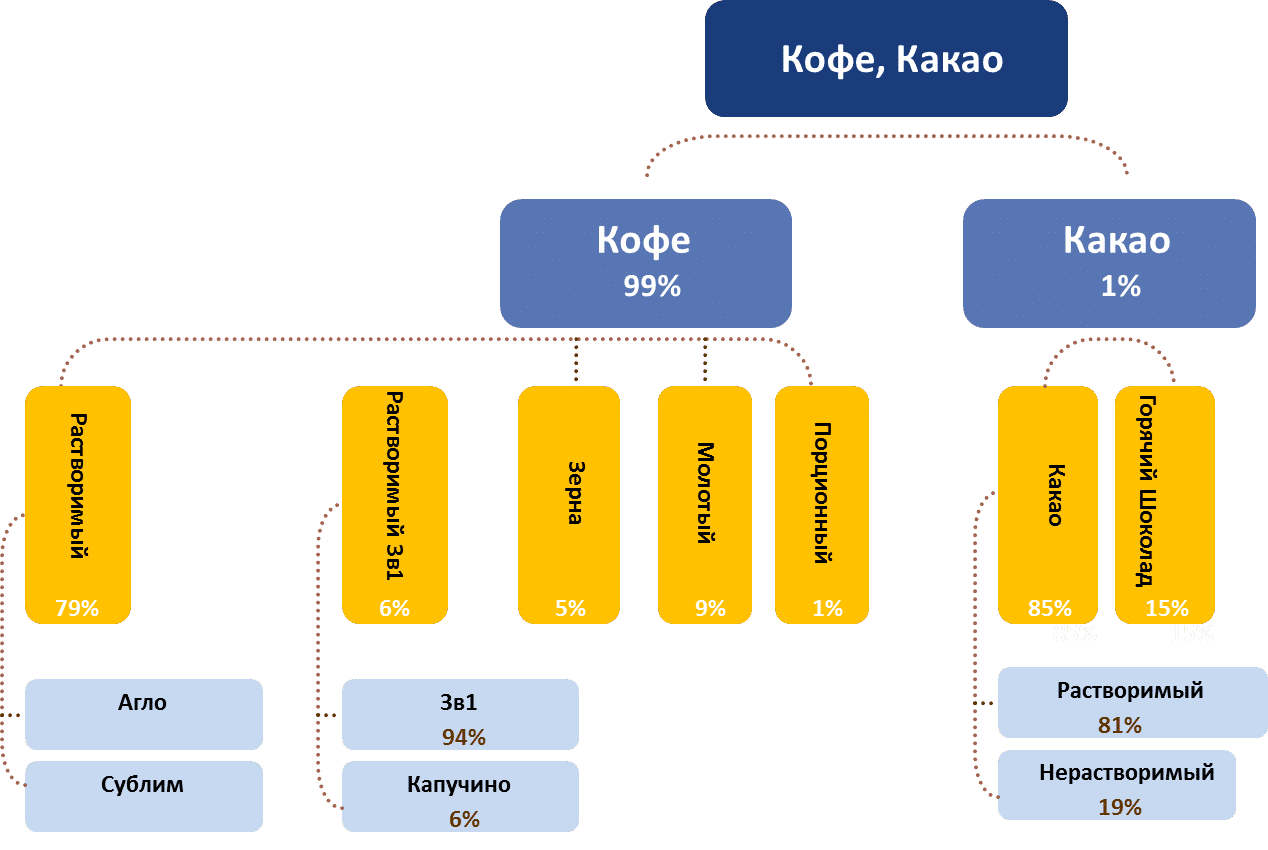 Кофе, Какао
Кофе
99%
Какао
1%
Растворимый
79%
Растворимый 3в1
6%
Зерна
5%
Молотый
9%
Порционный
1%
Какао
85%
Горячий Шоколад
15%
Агло
Сублим
3в1
94%
Капучино
6%
Растворимый
81%
Нерастворимый
19%